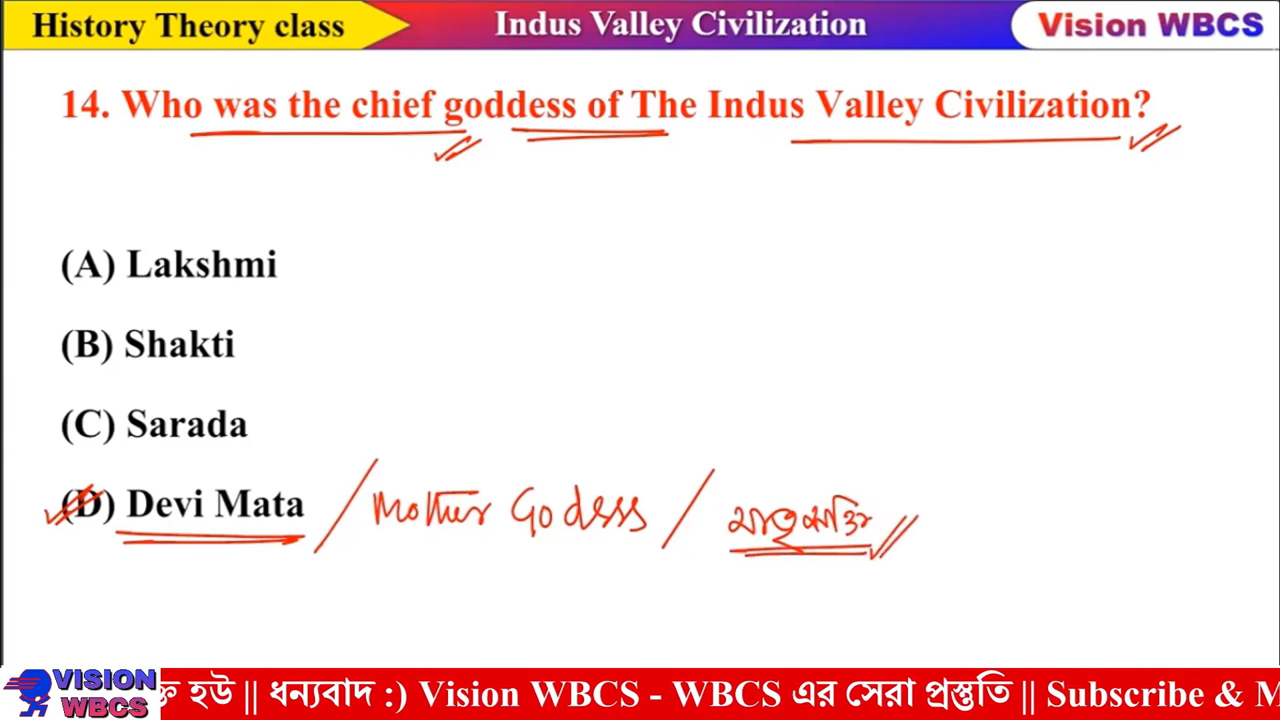 History Theory class
Indus Valley Civilization
Vision WBCS
14. Who was the chief goddess of The Indus Valley Civilization?
(A) Lakshmi
(B) Shakti
(C) Sarada
(D) Devi Mata / Mother Godess / মাতৃশক্তি
VISION
WBCS
ক্ত হউ || ধন্যবাদ :) Vision WBCS - WBCS এর সেরা প্রস্তুতি || Subscribe & M